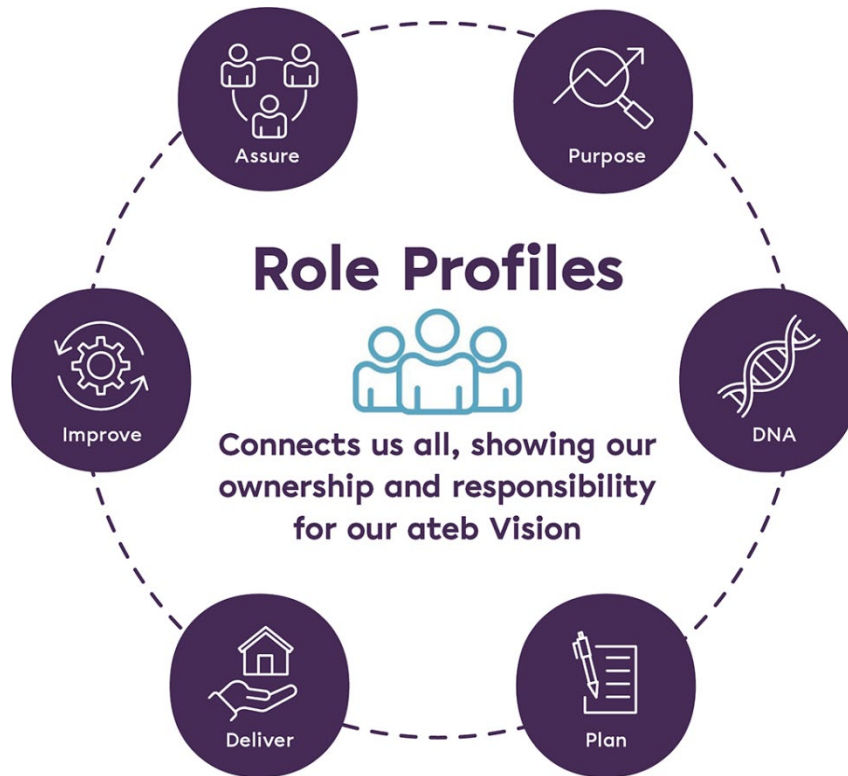 Assure
Purpose
Role Profiles
Improve
DNA
Connects us all, showing our
ownership and responsibility
for our ateb Vision
Deliver
Plan